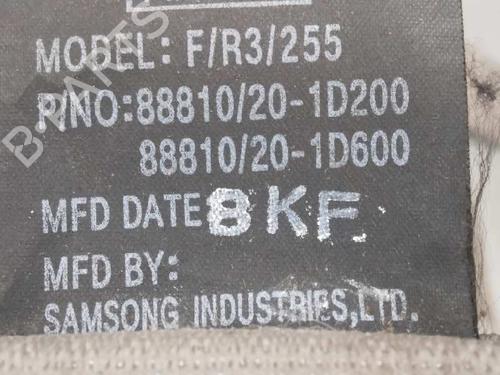 MODEL: F/R3/255
P/NO:88810/20-1D200
88810/20-1D600
MFD DATE 8KF
MFD BY:
SAMSONG INDUSTRIES,LTD.
B-PARTS